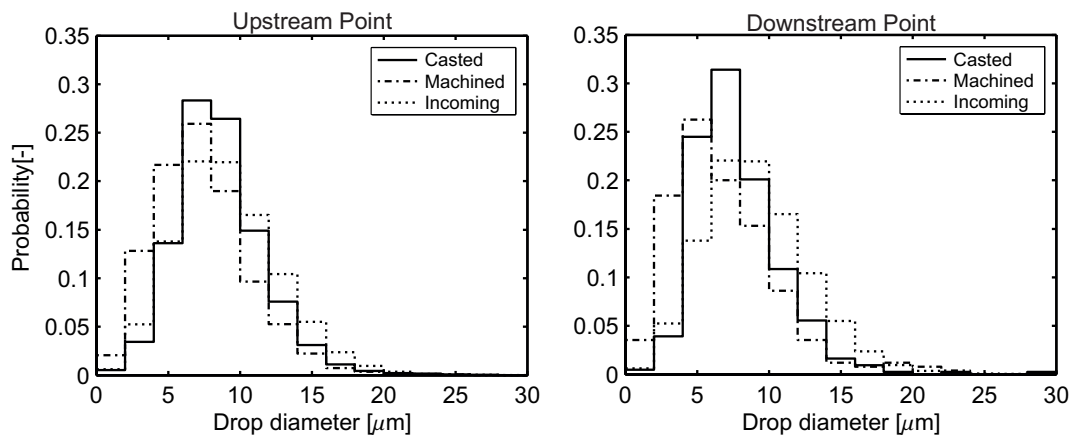 Upstream Point
Downstream Point
0.35
0.3
0.25
0.2
0.15
0.1
0.05
0
Probability[-]
0 5 10 15 20 25 30
Drop diameter [μm]
Casted
Machined
Incoming
0.35
0.3
0.25
0.2
0.15
0.1
0.05
0
0 5 10 15 20 25 30
Drop diameter [μm]
Casted
Machined
Incoming